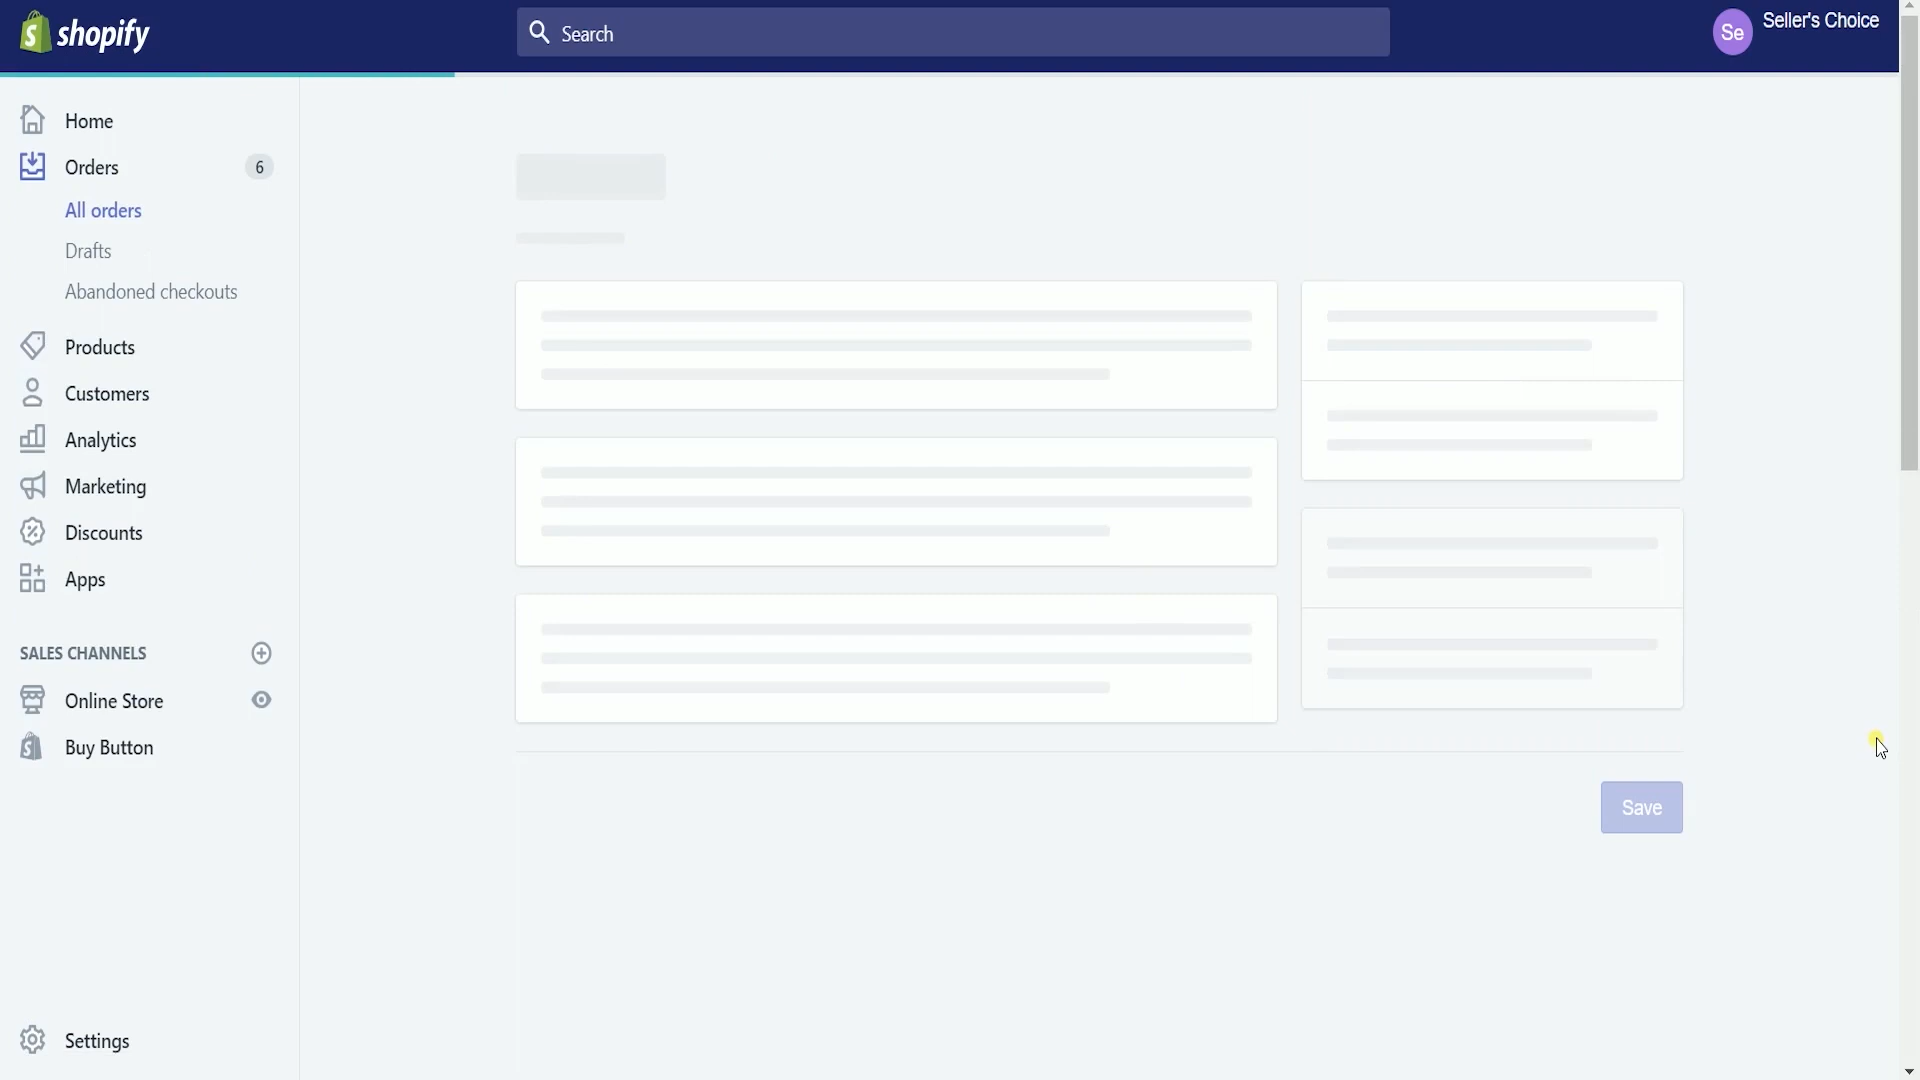 shopify
Search
Se
Seller's Choice
Home
Orders
6
All orders
Drafts
Abandoned checkouts
Products
Customers
Analytics
Marketing
Discounts
Apps
SALES CHANNELS
Online Store
Buy Button
Save
Settings